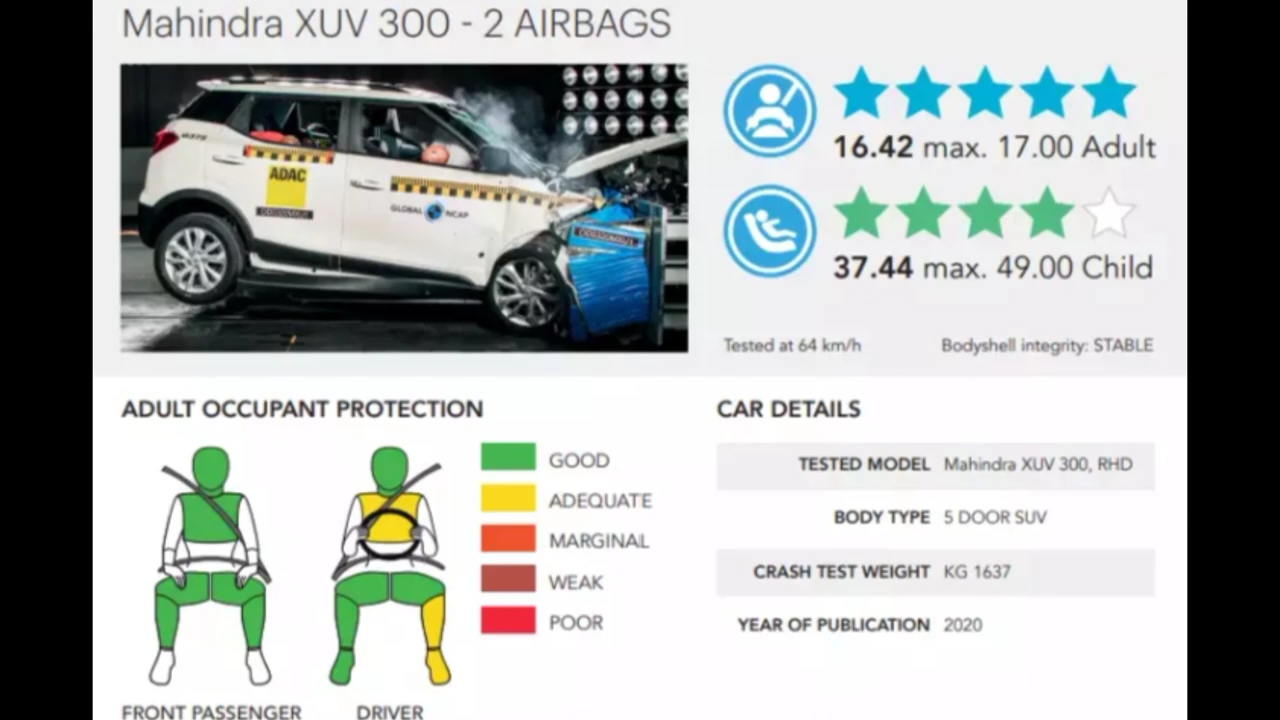 Mahindra XUV 300 - 2 AIRBAGS
16.42 max. 17.00 Adult
37.44 max. 49.00 Child
Tested at 64 km/h Bodyshell integrity: STABLE
ADAC
GLOBAL NCAP
ADULT OCCUPANT PROTECTION
GOOD
ADEQUATE
MARGINAL
WEAK
POOR
FRONT PASSENGER DRIVER
CAR DETAILS
TESTED MODEL Mahindra XUV 300, RHD
BODY TYPE 5 DOOR SUV
CRASH TEST WEIGHT KG 1637
YEAR OF PUBLICATION 2020